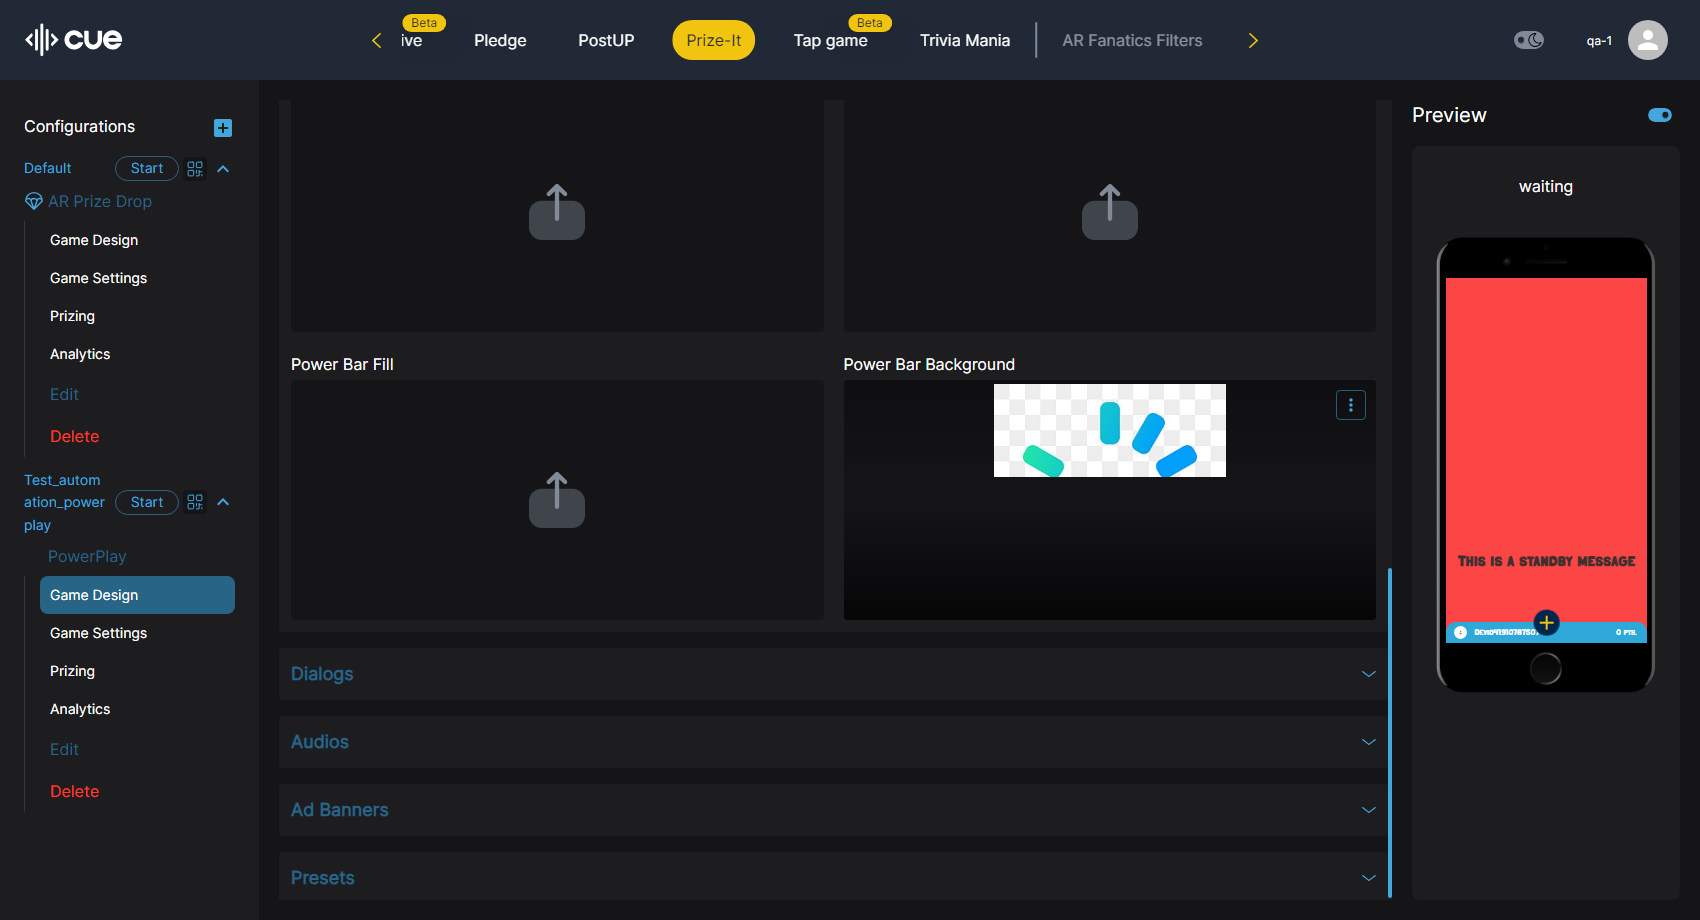 cue
ive
Beta
Pledge
PostUP
Prize-It
Tap game
Beta
Trivia Mania
AR Fanatics Filters
qa-1
Configurations
Default
Start
AR Prize Drop
Game Design
Game Settings
Prizing
Analytics
Edit
Delete
Test_autom
ation_power
play
Start
PowerPlay
Game Design
Game Settings
Prizing
Analytics
Edit
Delete
Power Bar Fill
Power Bar Background
Dialogs
Audios
Ad Banners
Presets
Preview
waiting
This is a standby message
0 pts.